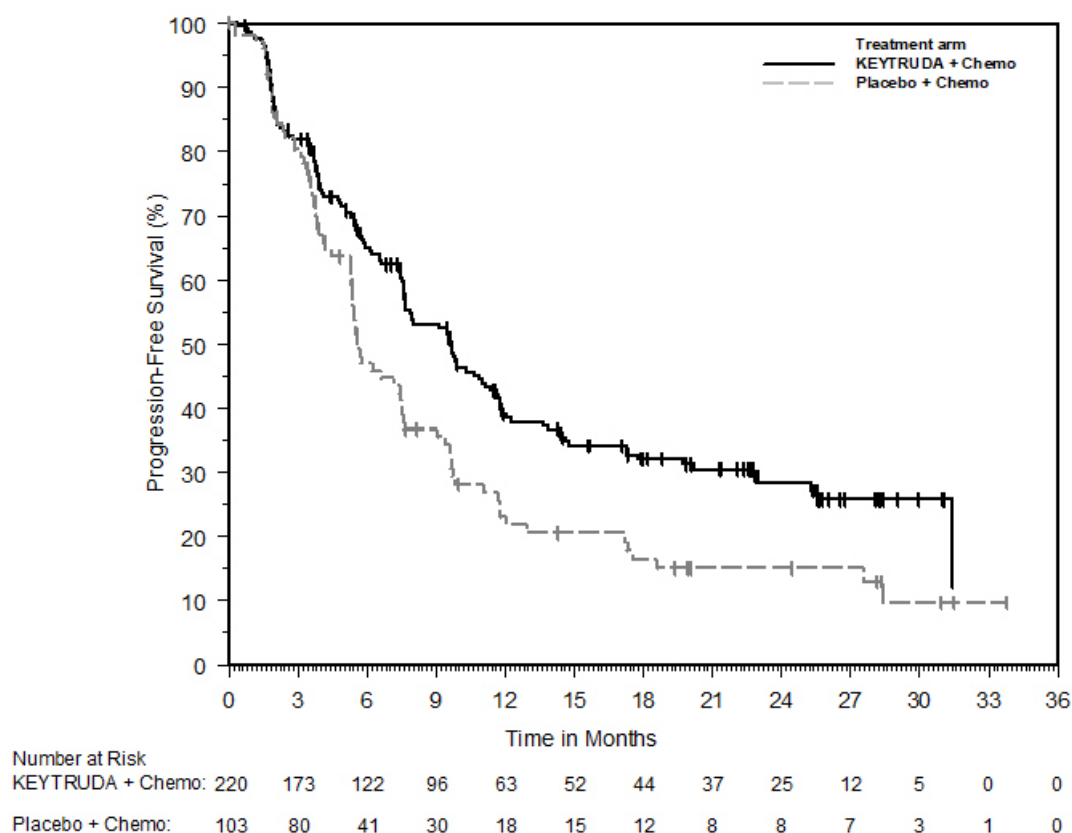 Treatment arm
KEYTRUDA + Chemo
Placebo + Chemo
Progression-Free Survival (%)
100
90
80
70
60
50
40
30
20
10
0
0 3 6 9 12 15 18 21 24 27 30 33 36
Time in Months
Number at Risk
KEYTRUDA + Chemo: 220 173 122 96 63 52 44 37 25 12 5 0 0
Placebo + Chemo: 103 80 41 30 18 15 12 8 8 7 3 1 0